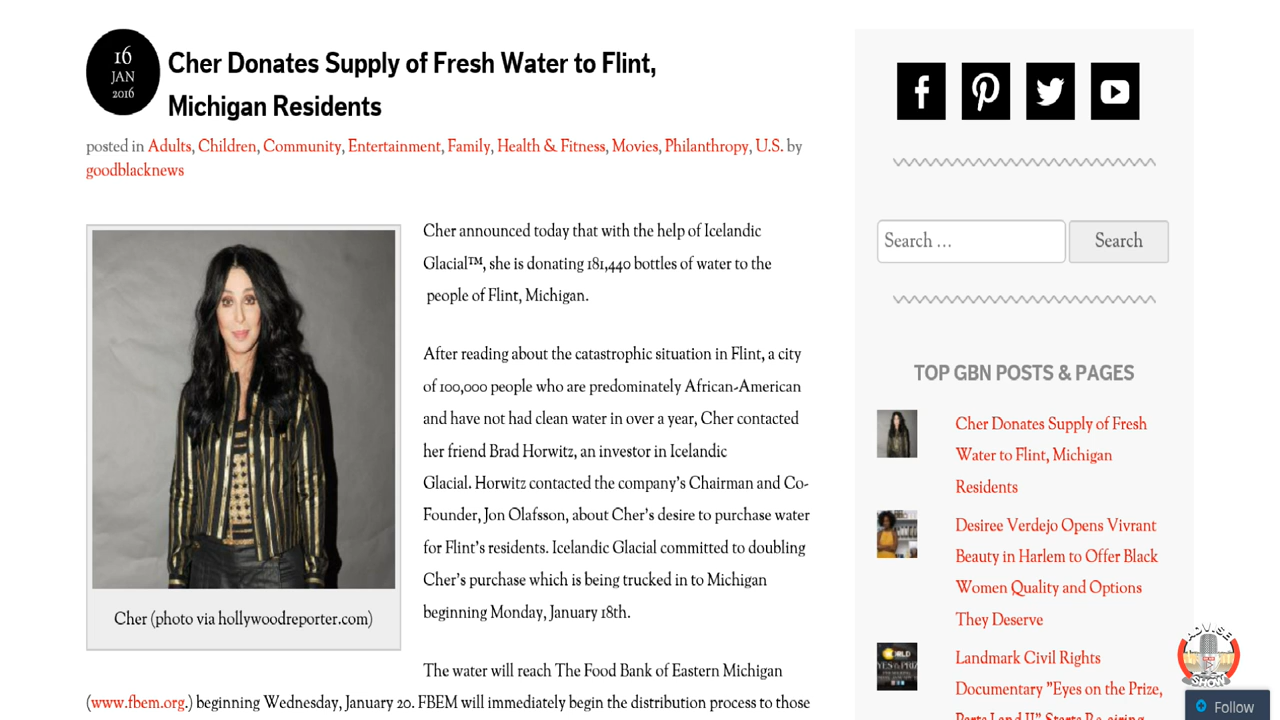 16
JAN
2016
Cher Donates Supply of Fresh Water to Flint,
Michigan Residents
posted in Adults, Children, Community, Entertainment, Family, Health & Fitness, Movies, Philanthropy, U.S. by
goodblacknews
Cher announced today that with the help of Icelandic
Glacial™, she is donating 181,440 bottles of water to the
people of Flint, Michigan.
After reading about the catastrophic situation in Flint, a city
of 100,000 people who are predominately African-American
and have not had clean water in over a year, Cher contacted
her friend Brad Horwitz, an investor in Icelandic
Glacial. Horwitz contacted the company's Chairman and Co-
Founder, Jon Olafsson, about Cher's desire to purchase water
for Flint's residents. Icelandic Glacial committed to doubling
Cher's purchase which is being trucked in to Michigan
beginning Monday, January 18th.
Cher (photo via hollywoodreporter.com)
The water will reach The Food Bank of Eastern Michigan
(www.fbem.org.) beginning Wednesday, January 20. FBEM will immediately begin the distribution process to those
Search ...
Search
TOP GBN POSTS & PAGES
Cher Donates Supply of Fresh
Water to Flint, Michigan
Residents
Desiree Verdejo Opens Vivrant
Beauty in Harlem to Offer Black
Women Quality and Options
They Deserve
Landmark Civil Rights
Documentary "Eyes on the Prize,
Parts I and II" Starts Re-airing
ADVISE
SHOW
Follow